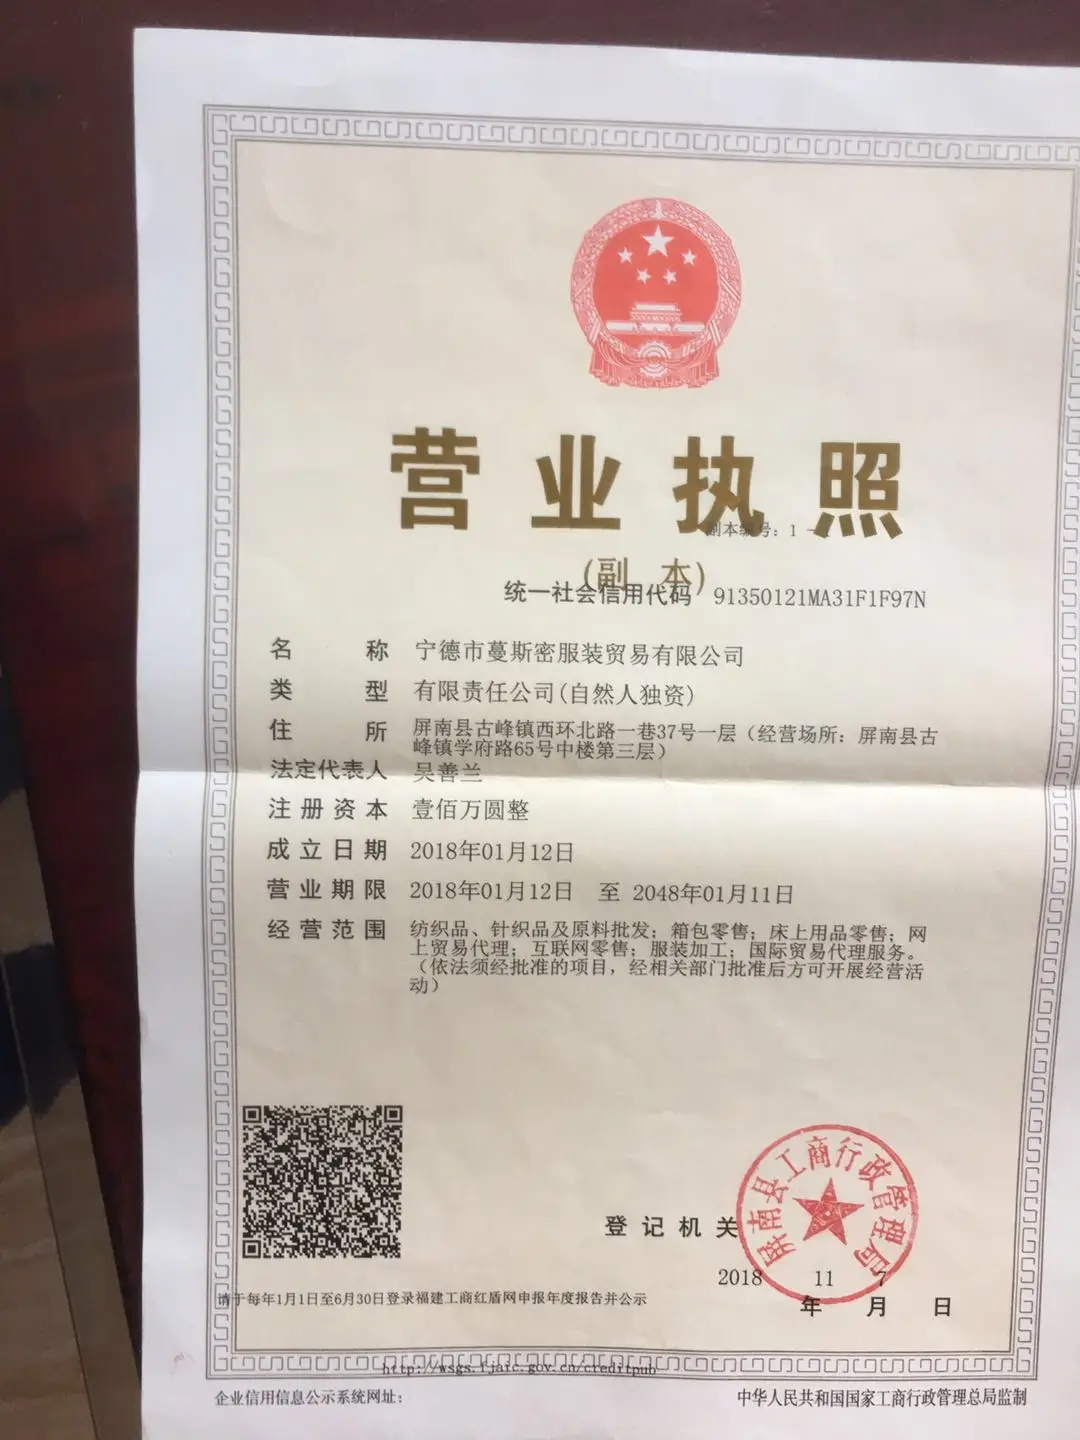 营业执照
副本编号：1 -
(副 本)
统一社会信用代码 91350121MA31F1F97N
名 称 宁德市蔓斯密服装贸易有限公司
类 型 有限责任公司(自然人独资)
住 所 屏南县古峰镇西环北路一巷37号一层（经营场所：屏南县古
峰镇学府路65号中楼第三层）
法定代表人 吴善兰
注册资本 壹佰万圆整
成立日期 2018年01月12日
营业期限 2018年01月12日 至 2048年01月11日
经营范围 纺织品、针织品及原料批发；箱包零售；床上用品零售；网
上贸易代理；互联网零售；服装加工；国际贸易代理服务。
（依法须经批准的项目，经相关部门批准后方可开展经营活
动）
屏南县工商行政管理局
登记机关
2018 11 7
年 月 日
请于每年1月1日至6月30日登录福建工商红盾网申报年度报告并公示
http://wsgs.fjaic.gov.cn/creditpub
企业信用信息公示系统网址： 中华人民共和国国家工商行政管理总局监制